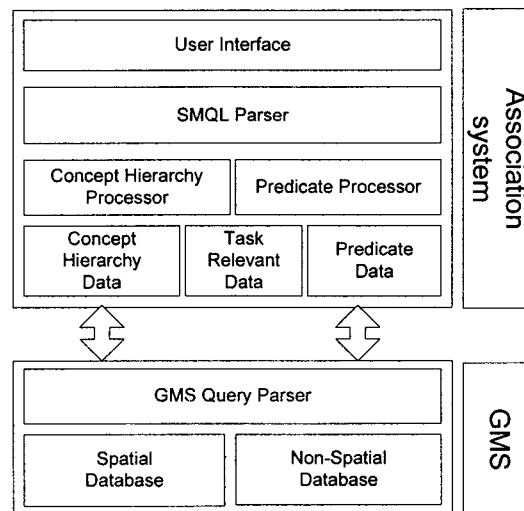 User Interface
SMQL Parser
Concept Hierarchy
Processor
Predicate Processor
Concept
Hierarchy
Data
Task
Relevant
Data
Predicate
Data
Association
system
GMS Query Parser
Spatial
Database
Non-Spatial
Database
GMS